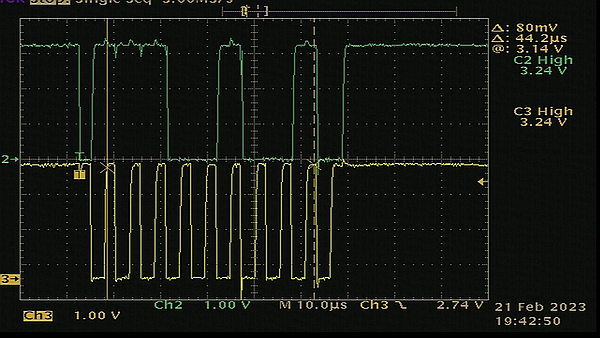 Stop: Single Seq 5.00MS/s
Δ: 80mV
Δ: 44.2µs
@: 3.14 V
C2 High
3.24 V
C3 High
3.24 V
2
T
3
Ch2 1.00 V M 10.0µs Ch3 2.74 V
Ch3 1.00 V
21 Feb 2023
19:42:50